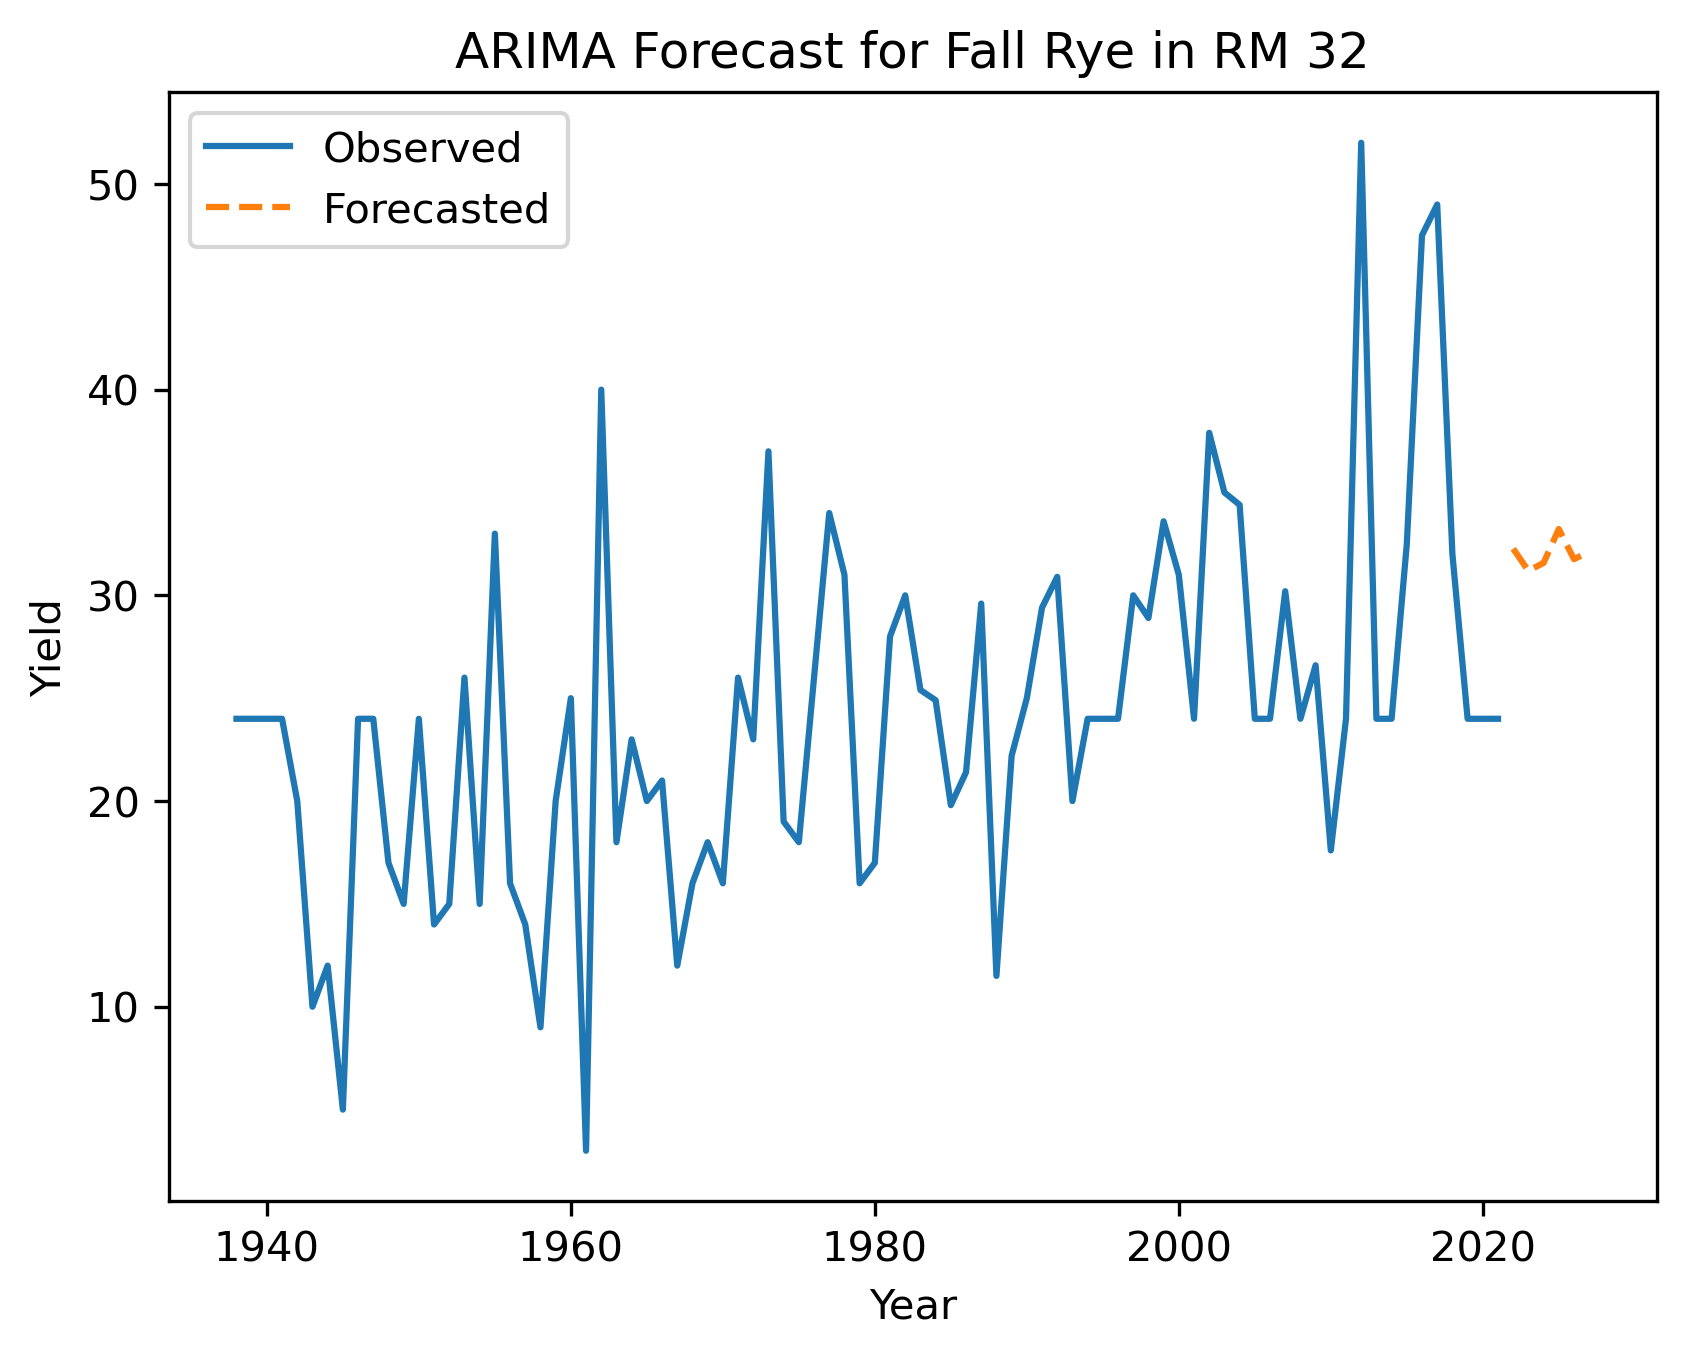 ARIMA Forecast for Fall Rye in RM 32
Observed
Forecasted
50
40
30
20
10
Yield
1940 1960 1980 2000 2020
Year